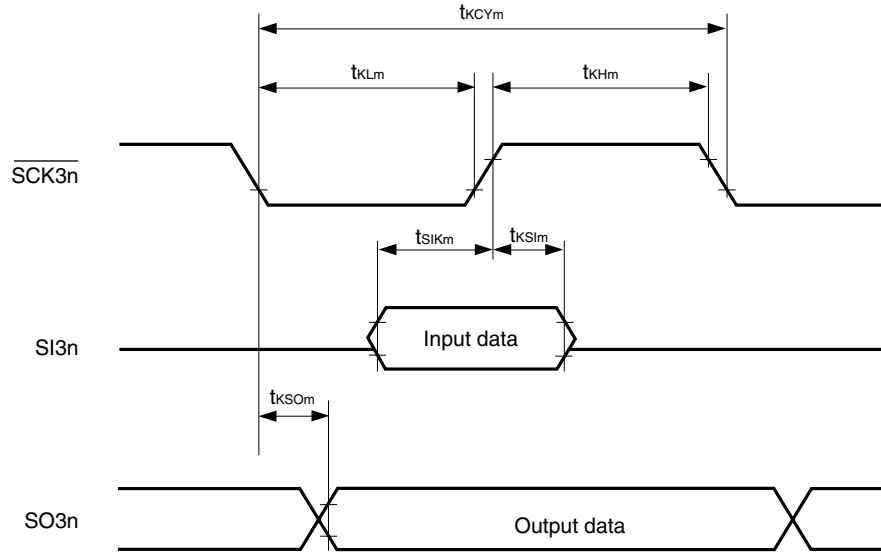 tKCYm
tKLm
tKHm
SCK3n
tSIKm
tKSIm
SI3n
Input data
tKSOm
SO3n
Output data